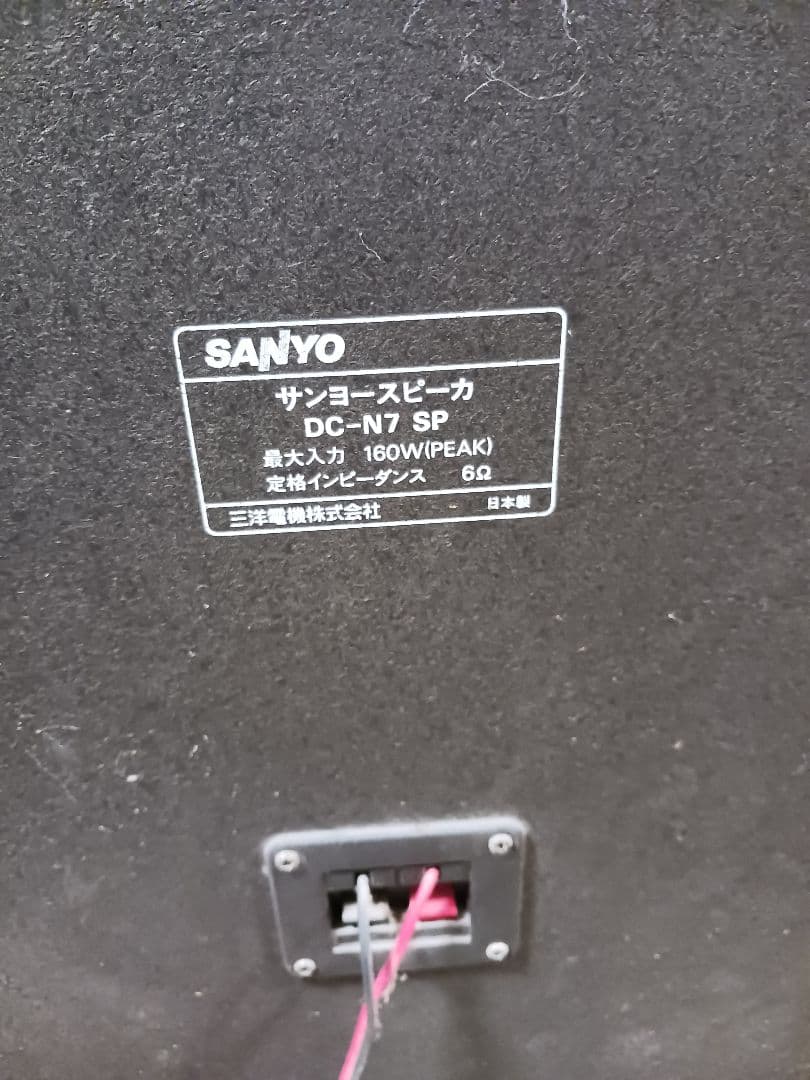 SANYO
サンヨースピーカ
DC-N7 SP
最大入力 160W(PEAK)
定格インピーダンス 6Ω
三洋電機株式会社 日本製